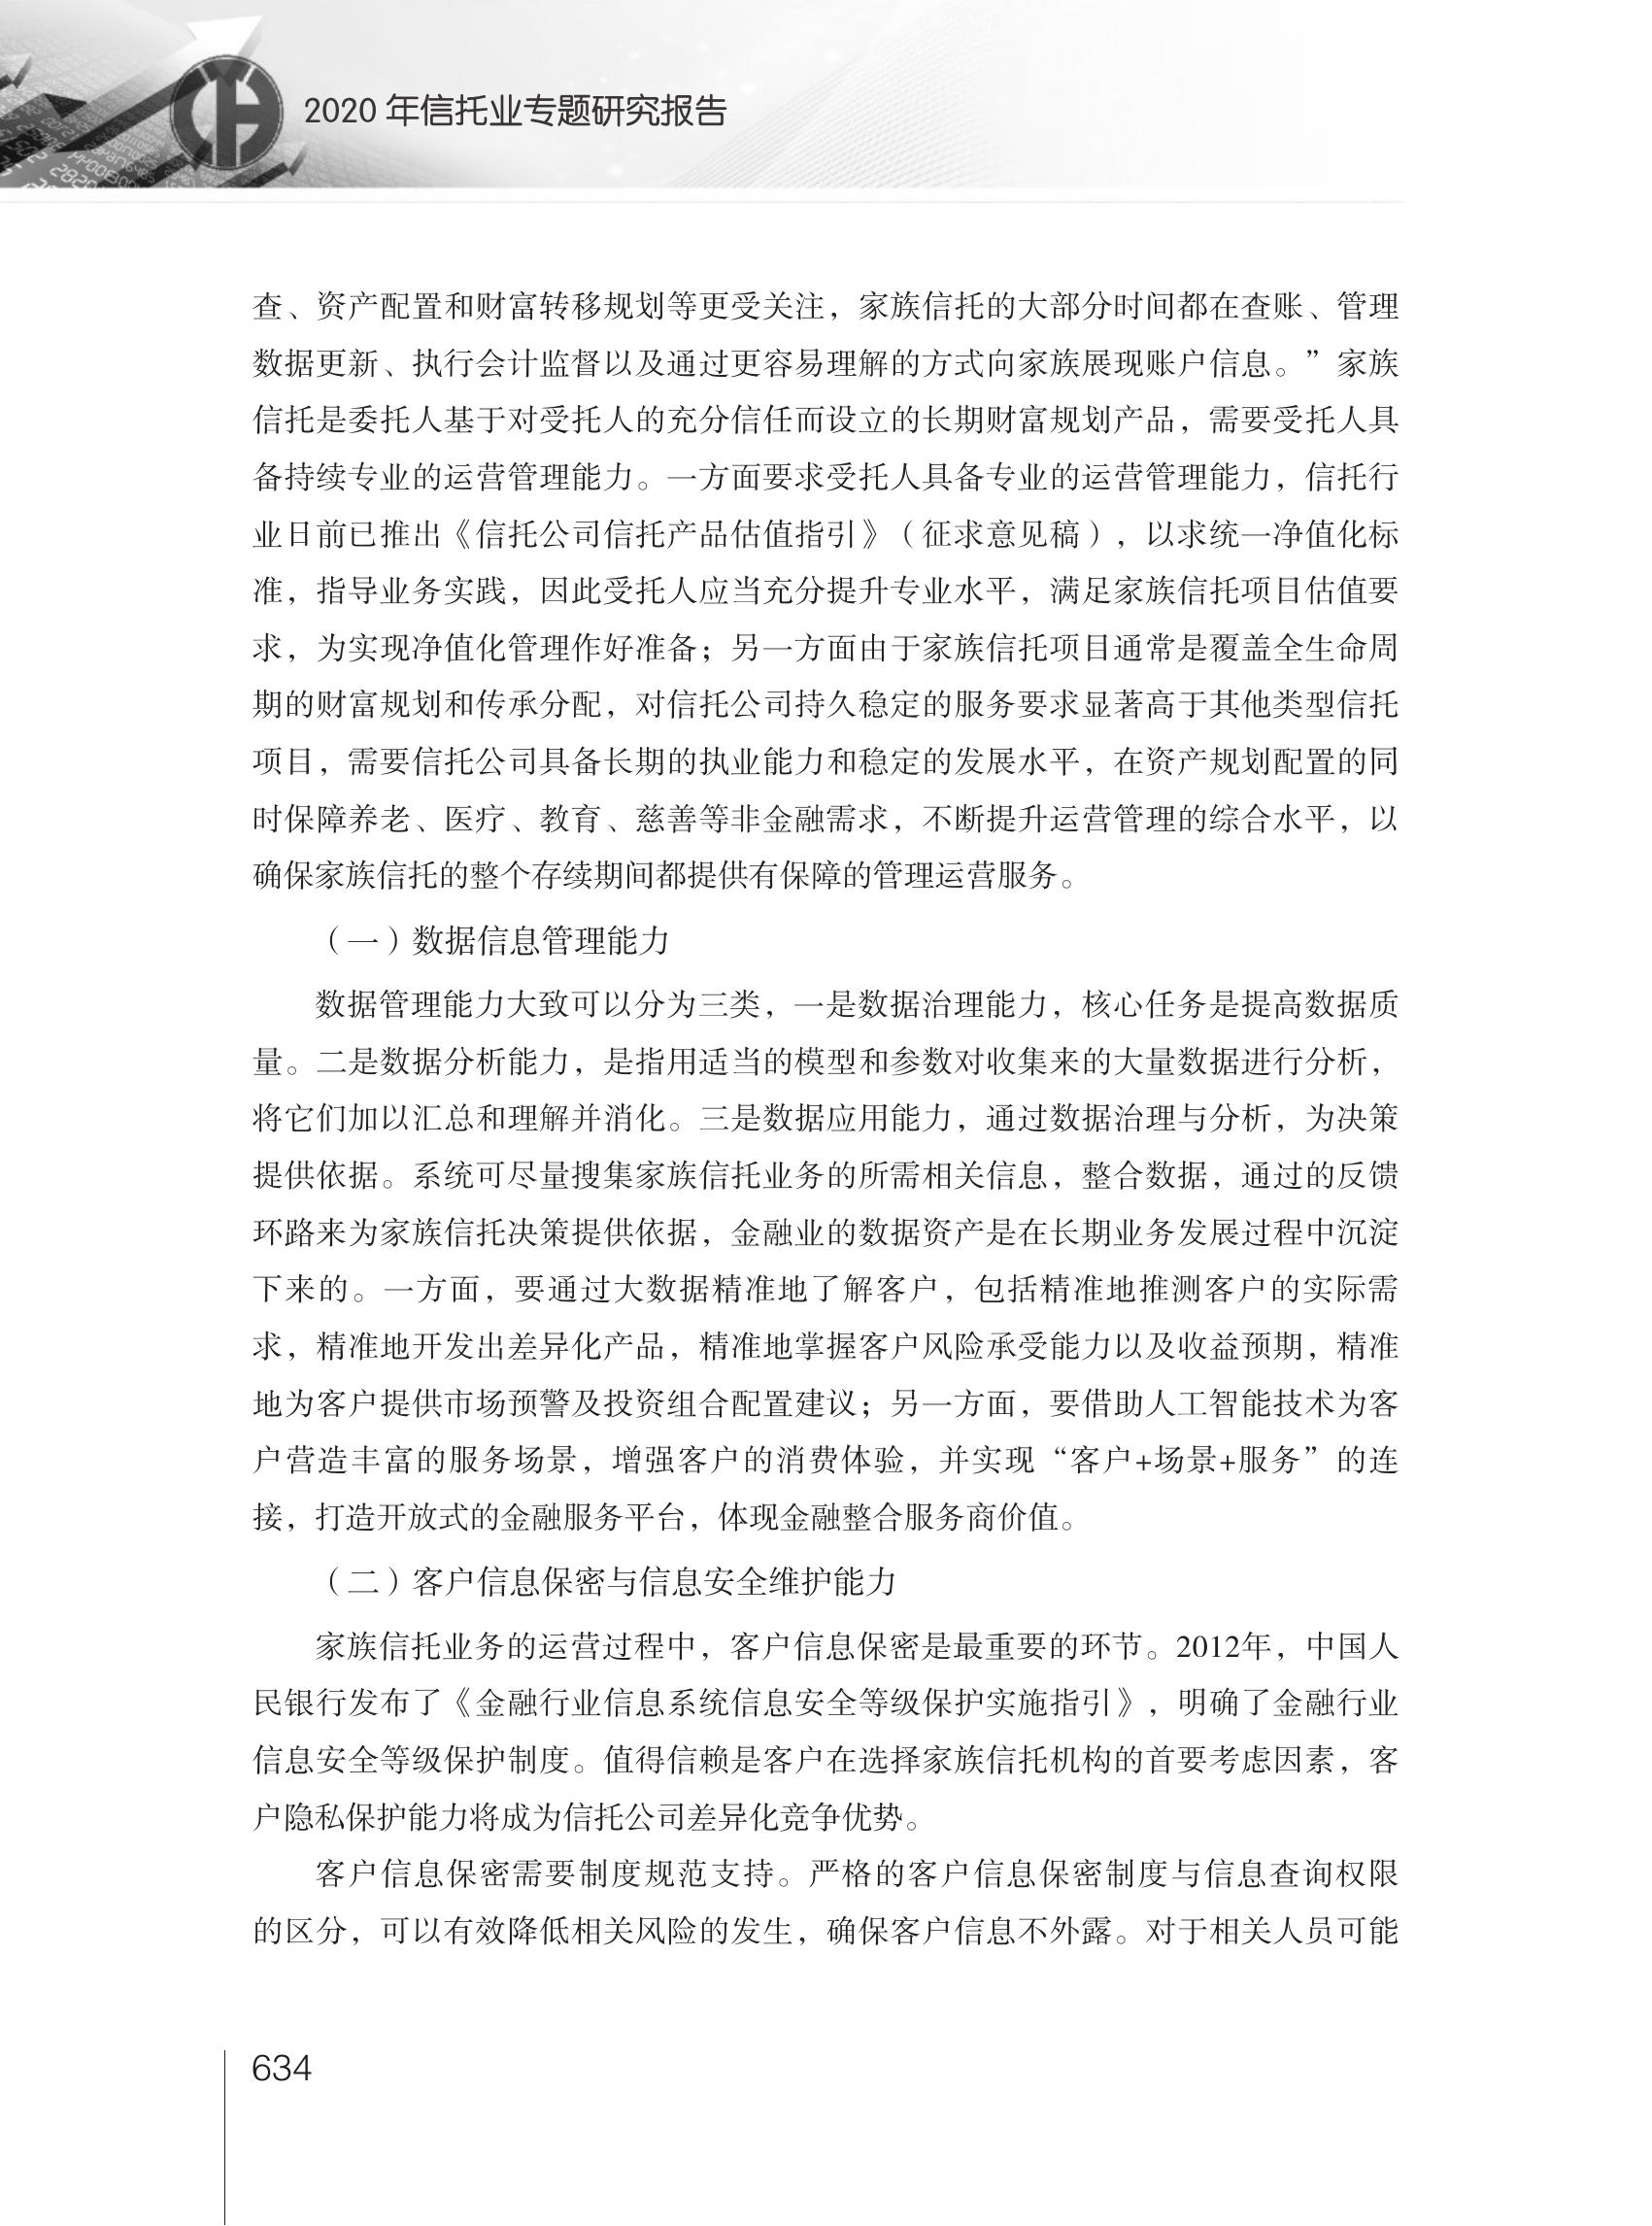 2020 年信托业专题研究报告
查、资产配置和财富转移规划等更受关注，家族信托的大部分时间都在查账、管理
数据更新、执行会计监督以及通过更容易理解的方式向家族展现账户信息。”家族
信托是委托人基于对受托人的充分信任而设立的长期财富规划产品，需要受托人具
备持续专业的运营管理能力。一方面要求受托人具备专业的运营管理能力，信托行
业日前已推出《信托公司信托产品估值指引》（征求意见稿），以求统一净值化标
准，指导业务实践，因此受托人应当充分提升专业水平，满足家族信托项目估值要
求，为实现净值化管理作好准备；另一方面由于家族信托项目通常是覆盖全生命周
期的财富规划和传承分配，对信托公司持久稳定的服务要求显著高于其他类型信托
项目，需要信托公司具备长期的执业能力和稳定的发展水平，在资产规划配置的同
时保障养老、医疗、教育、慈善等非金融需求，不断提升运营管理的综合水平，以
确保家族信托的整个存续期间都提供有保障的管理运营服务。
（一）数据信息管理能力
数据管理能力大致可以分为三类，一是数据治理能力，核心任务是提高数据质
量。二是数据分析能力，是指用适当的模型和参数对收集来的大量数据进行分析，
将它们加以汇总和理解并消化。三是数据应用能力，通过数据治理与分析，为决策
提供依据。系统可尽量搜集家族信托业务的所需相关信息，整合数据，通过的反馈
环路来为家族信托决策提供依据，金融业的数据资产是在长期业务发展过程中沉淀
下来的。一方面，要通过大数据精准地了解客户，包括精准地推测客户的实际需
求，精准地开发出差异化产品，精准地掌握客户风险承受能力以及收益预期，精准
地为客户提供市场预警及投资组合配置建议；另一方面，要借助人工智能技术为客
户营造丰富的服务场景，增强客户的消费体验，并实现“客户+场景+服务”的连
接，打造开放式的金融服务平台，体现金融整合服务商价值。
（二）客户信息保密与信息安全维护能力
家族信托业务的运营过程中，客户信息保密是最重要的环节。2012年，中国人
民银行发布了《金融行业信息系统信息安全等级保护实施指引》，明确了金融行业
信息安全等级保护制度。值得信赖是客户在选择家族信托机构的首要考虑因素，客
户隐私保护能力将成为信托公司差异化竞争优势。
客户信息保密需要制度规范支持。严格的客户信息保密制度与信息查询权限
的区分，可以有效降低相关风险的发生，确保客户信息不外露。对于相关人员可能
634